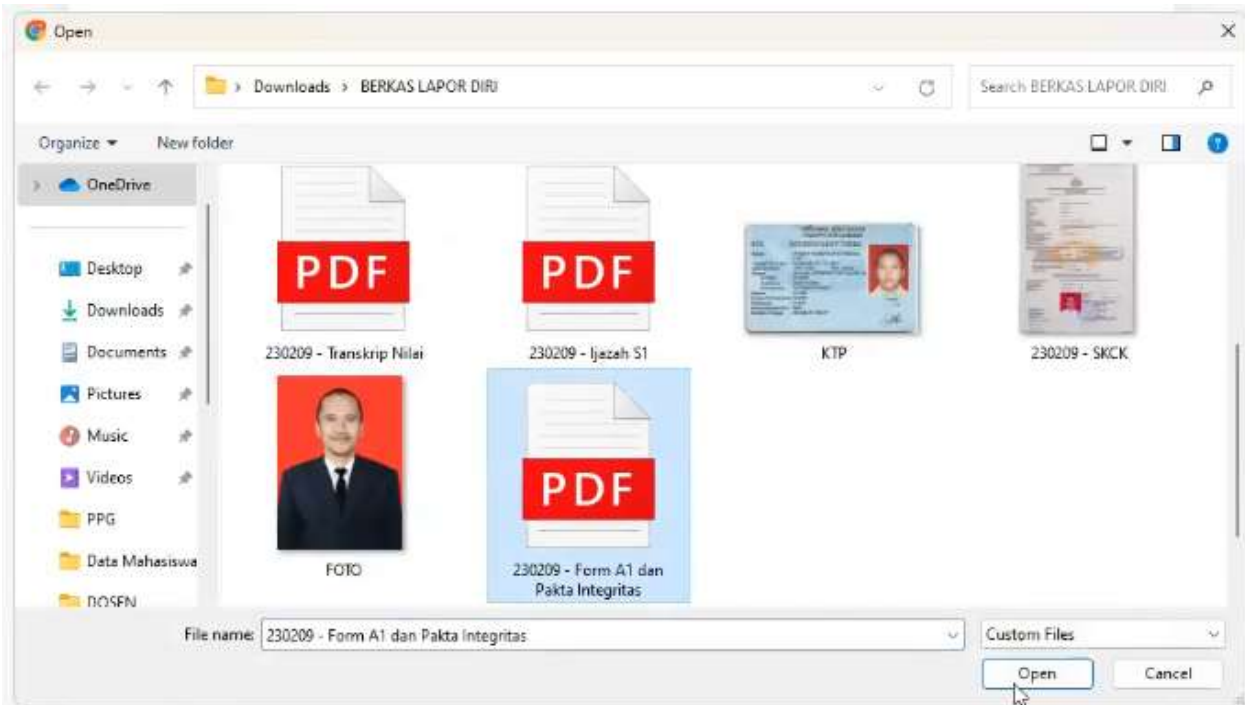 Open
Downloads > BERKAS LAPOR DIRI
Search BERKAS LAPOR DIRI
Organize
New folder
OneDrive
Desktop
Downloads
Documents
Pictures
Music
Videos
PPG
Data Mahasiswa
DOSEN
PDF
PDF
230209 - Transkrip Nilai
230209 - Ijazah S1
KTP
230209 - SKCK
PDF
FOTO
230209 - Form A1 dan
Pakta Integritas
File name: 230209 - Form A1 dan Pakta Integritas
Custom Files
Open
Cancel